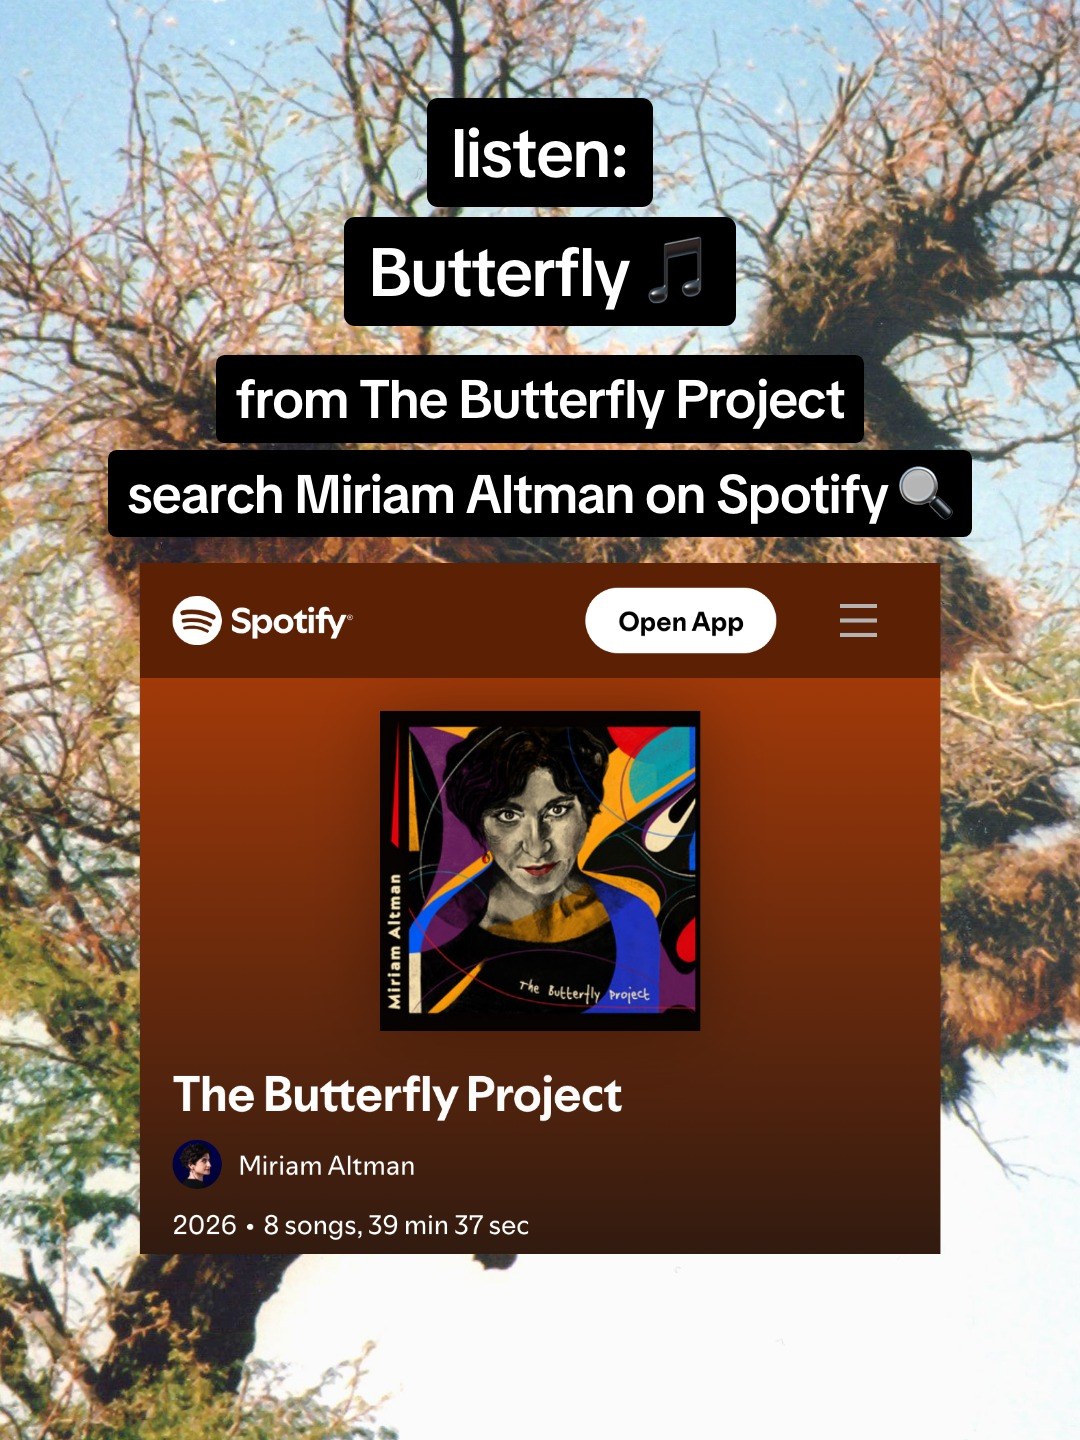 listen:
Butterfly 🎵
from The Butterfly Project
search Miriam Altman on Spotify 🔍
Spotify®
Open App
Miriam Altman
The Butterfly Project
The Butterfly Project
Miriam Altman
2026 • 8 songs, 39 min 37 sec